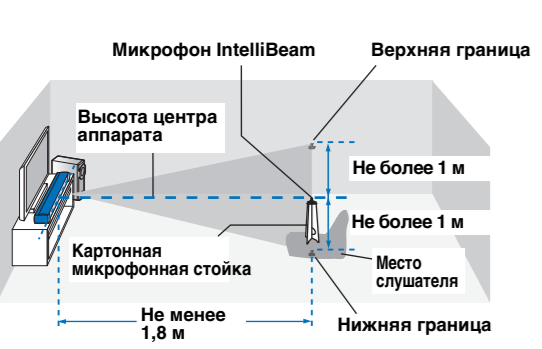 Микрофон IntelliBeam
Верхняя граница
Высота центра
аппарата
Не более 1 м
Не более 1 м
Картонная
микрофонная стойка
Место
слушателя
Не менее
1,8 м
Нижняя граница